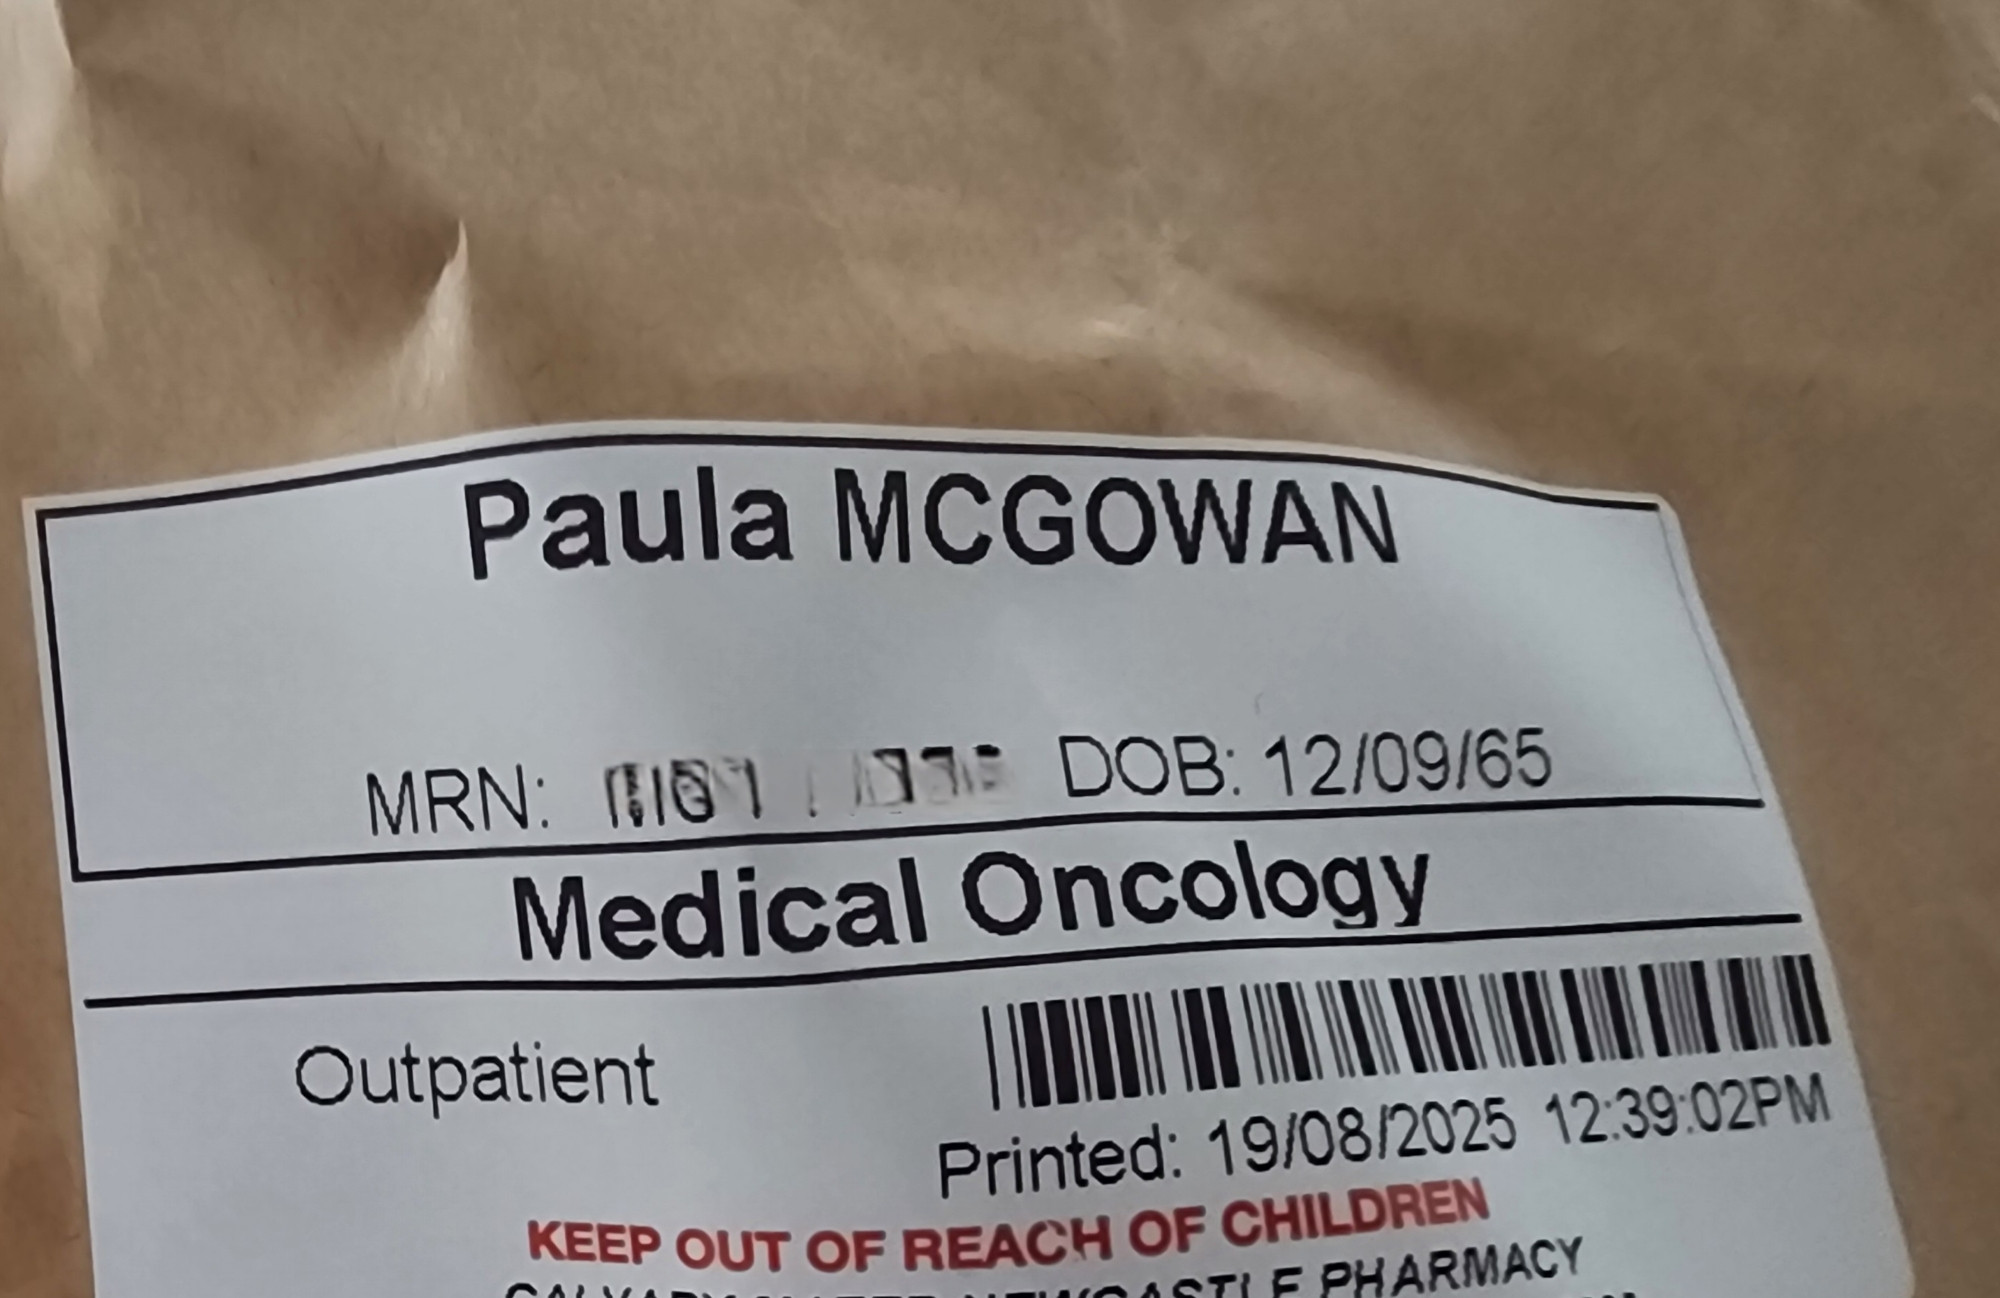 Paula MCGOWAN
MRN: DOB: 12/09/65
Medical Oncology
Outpatient
Printed: 19/08/2025 12:39:02PM
KEEP OUT OF REACH OF CHILDREN
NEWCASTLE PHARMACY